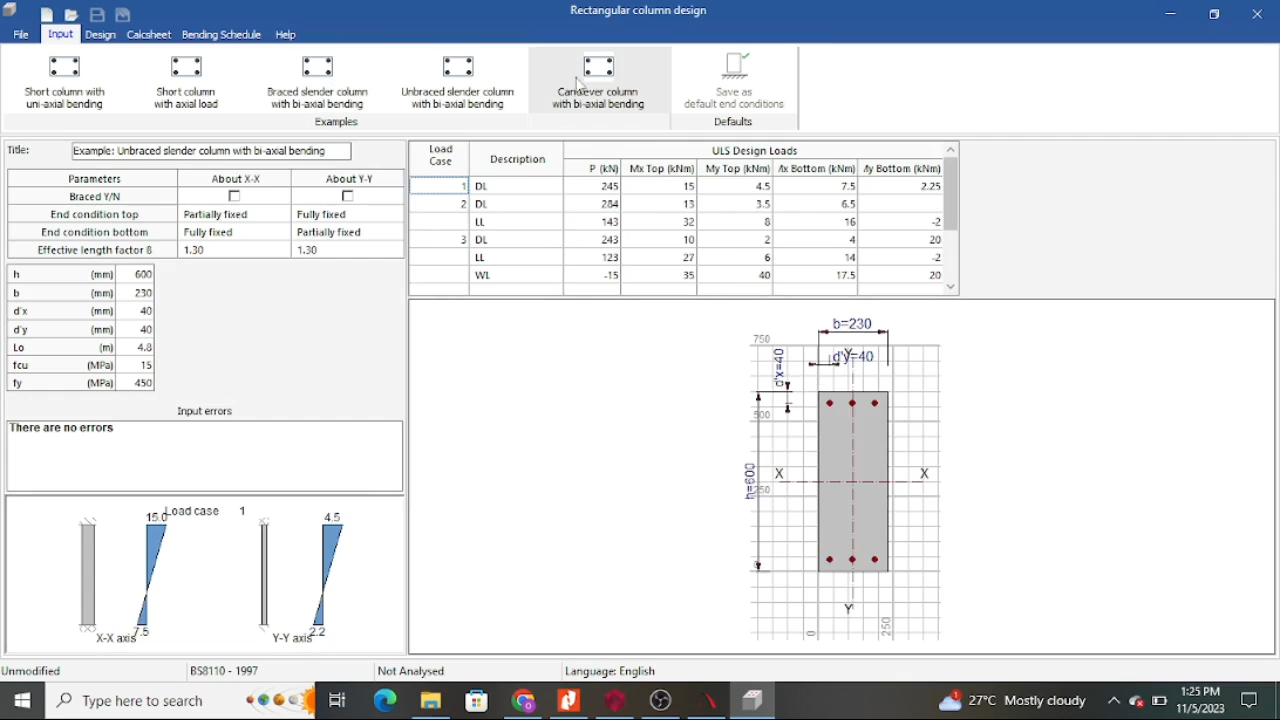 Rectangular column design
File Input Design Calcsheet Bending Schedule Help
Short column with uni-axial bending
Short column with axial load
Braced slender column with bi-axial bending
Unbraced slender column with bi-axial bending
Cantilever column with bi-axial bending
Save as default end conditions
Examples Defaults
Title: Example: Unbraced slender column with bi-axial bending
Parameters About X-X About Y-Y
Braced Y/N
End condition top Partially fixed Fully fixed
End condition bottom Fully fixed Partially fixed
Effective length factor ß 1.30 1.30
h (mm) 600
b (mm) 230
d'x (mm) 40
d'y (mm) 40
Lo (m) 4.8
fcu (MPa) 15
fy (MPa) 450
Input errors
There are no errors
Load case 1
15.0
7.5
X-X axis
4.5
2.2
Y-Y axis
Load Case Description ULS Design Loads
P (kN) Mx Top (kNm) My Top (kNm) Mx Bottom (kNm) My Bottom (kNm)
1 DL 245 15 4.5 7.5 2.25
2 DL 284 13 3.5 6.5
LL 143 32 8 16 -2
3 DL 243 10 2 4 20
LL 123 27 6 14 -2
WL -15 35 40 17.5 20
b=230
750
Y
d'y=40
d'x=40
500
X X
h=600
250
0
Y
0 250
Unmodified BS8110 - 1997 Not Analysed Language: English
Type here to search
1
27°C Mostly cloudy
1:25 PM
11/5/2023